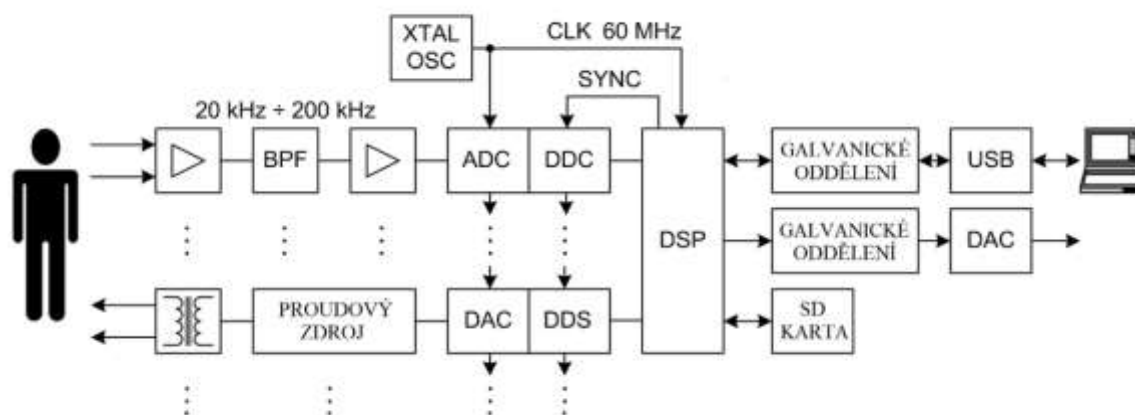 XTAL
OSC
CLK 60 MHz
SYNC
20 kHz ÷ 200 kHz
BPF
ADC
DDC
DSP
GALVANICKÉ
ODDĚLENÍ
USB
GALVANICKÉ
ODDĚLENÍ
DAC
PROUDOVÝ
ZDROJ
DAC
DDS
SD
KARTA